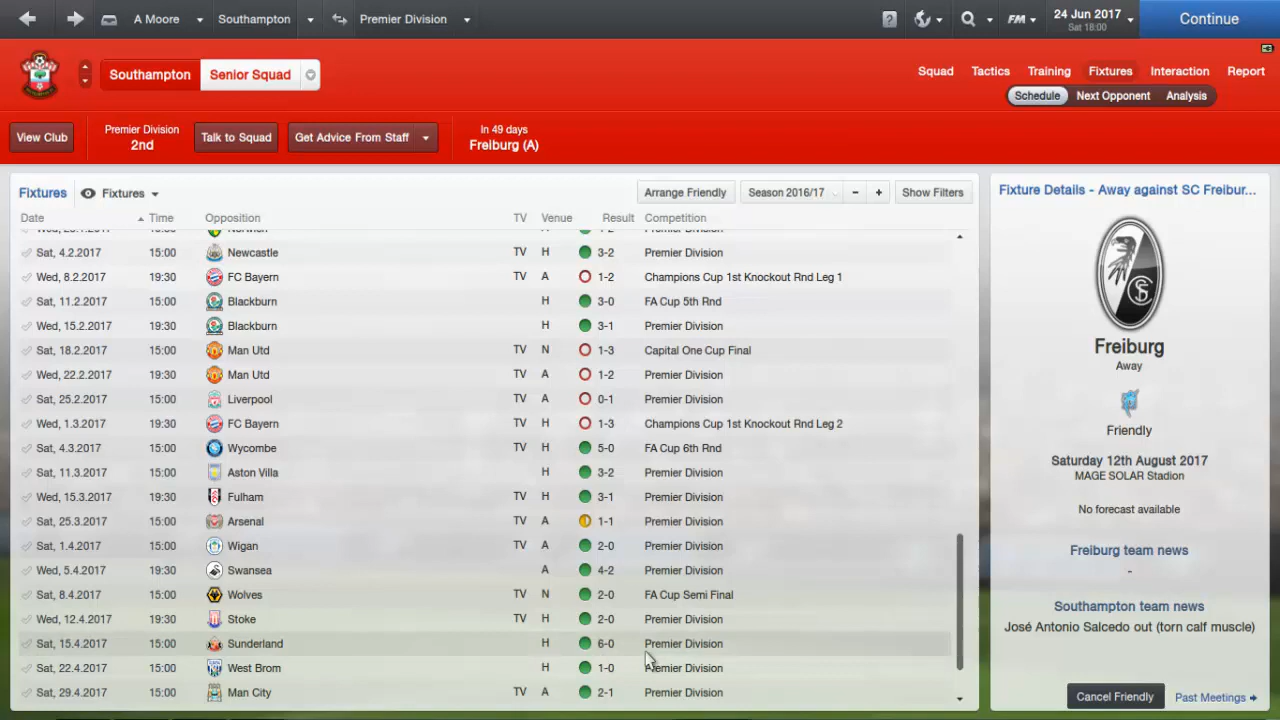 A Moore Southampton Premier Division FM 24 Jun 2017 Sat 18:00 Continue
Southampton Senior Squad Squad Tactics Training Fixtures Interaction Report
Schedule Next Opponent Analysis
View Club Premier Division 2nd Talk to Squad Get Advice From Staff In 49 days Freiburg (A)
Fixtures Fixtures Arrange Friendly Season 2016/17 - + Show Filters
Date Time Opposition TV Venue Result Competition
Sat, 4.2.2017 15:00 Newcastle TV H 3-2 Premier Division
Wed, 8.2.2017 19:30 FC Bayern TV A 1-2 Champions Cup 1st Knockout Rnd Leg 1
Sat, 11.2.2017 15:00 Blackburn H 3-0 FA Cup 5th Rnd
Wed, 15.2.2017 19:30 Blackburn H 3-1 Premier Division
Sat, 18.2.2017 15:00 Man Utd TV N 1-3 Capital One Cup Final
Wed, 22.2.2017 19:30 Man Utd TV A 1-2 Premier Division
Sat, 25.2.2017 15:00 Liverpool TV A 0-1 Premier Division
Wed, 1.3.2017 19:30 FC Bayern TV H 1-3 Champions Cup 1st Knockout Rnd Leg 2
Sat, 4.3.2017 15:00 Wycombe TV H 5-0 FA Cup 6th Rnd
Sat, 11.3.2017 15:00 Aston Villa H 3-2 Premier Division
Wed, 15.3.2017 19:30 Fulham TV H 3-1 Premier Division
Sat, 25.3.2017 15:00 Arsenal TV A 1-1 Premier Division
Sat, 1.4.2017 15:00 Wigan TV A 2-0 Premier Division
Wed, 5.4.2017 19:30 Swansea A 4-2 Premier Division
Sat, 8.4.2017 15:00 Wolves TV N 2-0 FA Cup Semi Final
Wed, 12.4.2017 19:30 Stoke TV H 2-0 Premier Division
Sat, 15.4.2017 15:00 Sunderland H 6-0 Premier Division
Sat, 22.4.2017 15:00 West Brom H 1-0 Premier Division
Sat, 29.4.2017 15:00 Man City TV A 2-1 Premier Division
Fixture Details - Away against SC Freibur...
Freiburg
Away
Friendly
Saturday 12th August 2017
MAGE SOLAR Stadion
No forecast available
Freiburg team news
-
Southampton team news
José Antonio Salcedo out (torn calf muscle)
Cancel Friendly Past Meetings